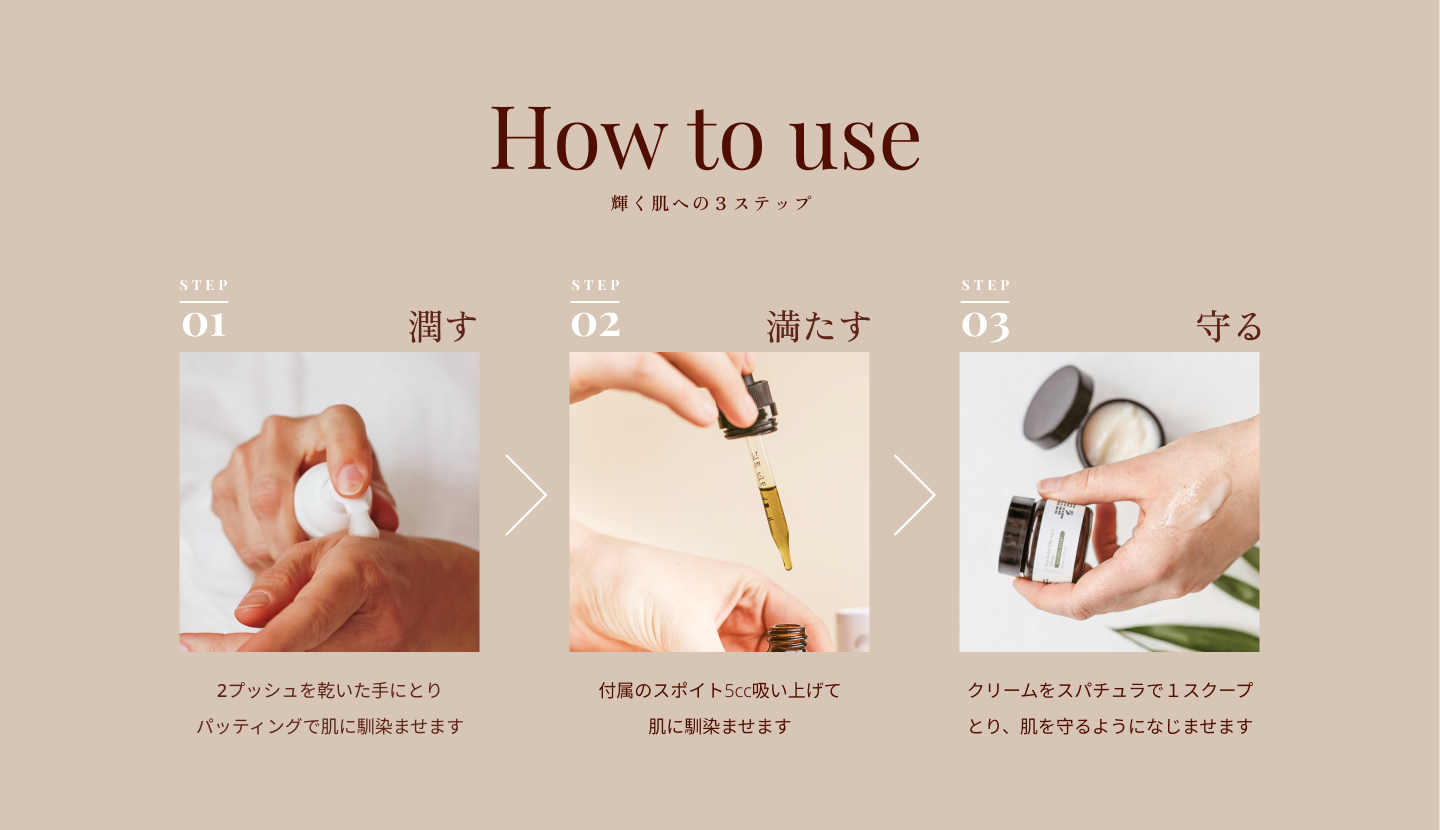 How to use
輝く肌への３ステップ
STEP
01
潤す
STEP
02
満たす
STEP
03
守る
2プッシュを乾いた手にとり
パッティングで肌に馴染ませます
付属のスポイト5cc吸い上げて
肌に馴染ませます
クリームをスパチュラで１スクープ
とり、肌を守るようになじませます